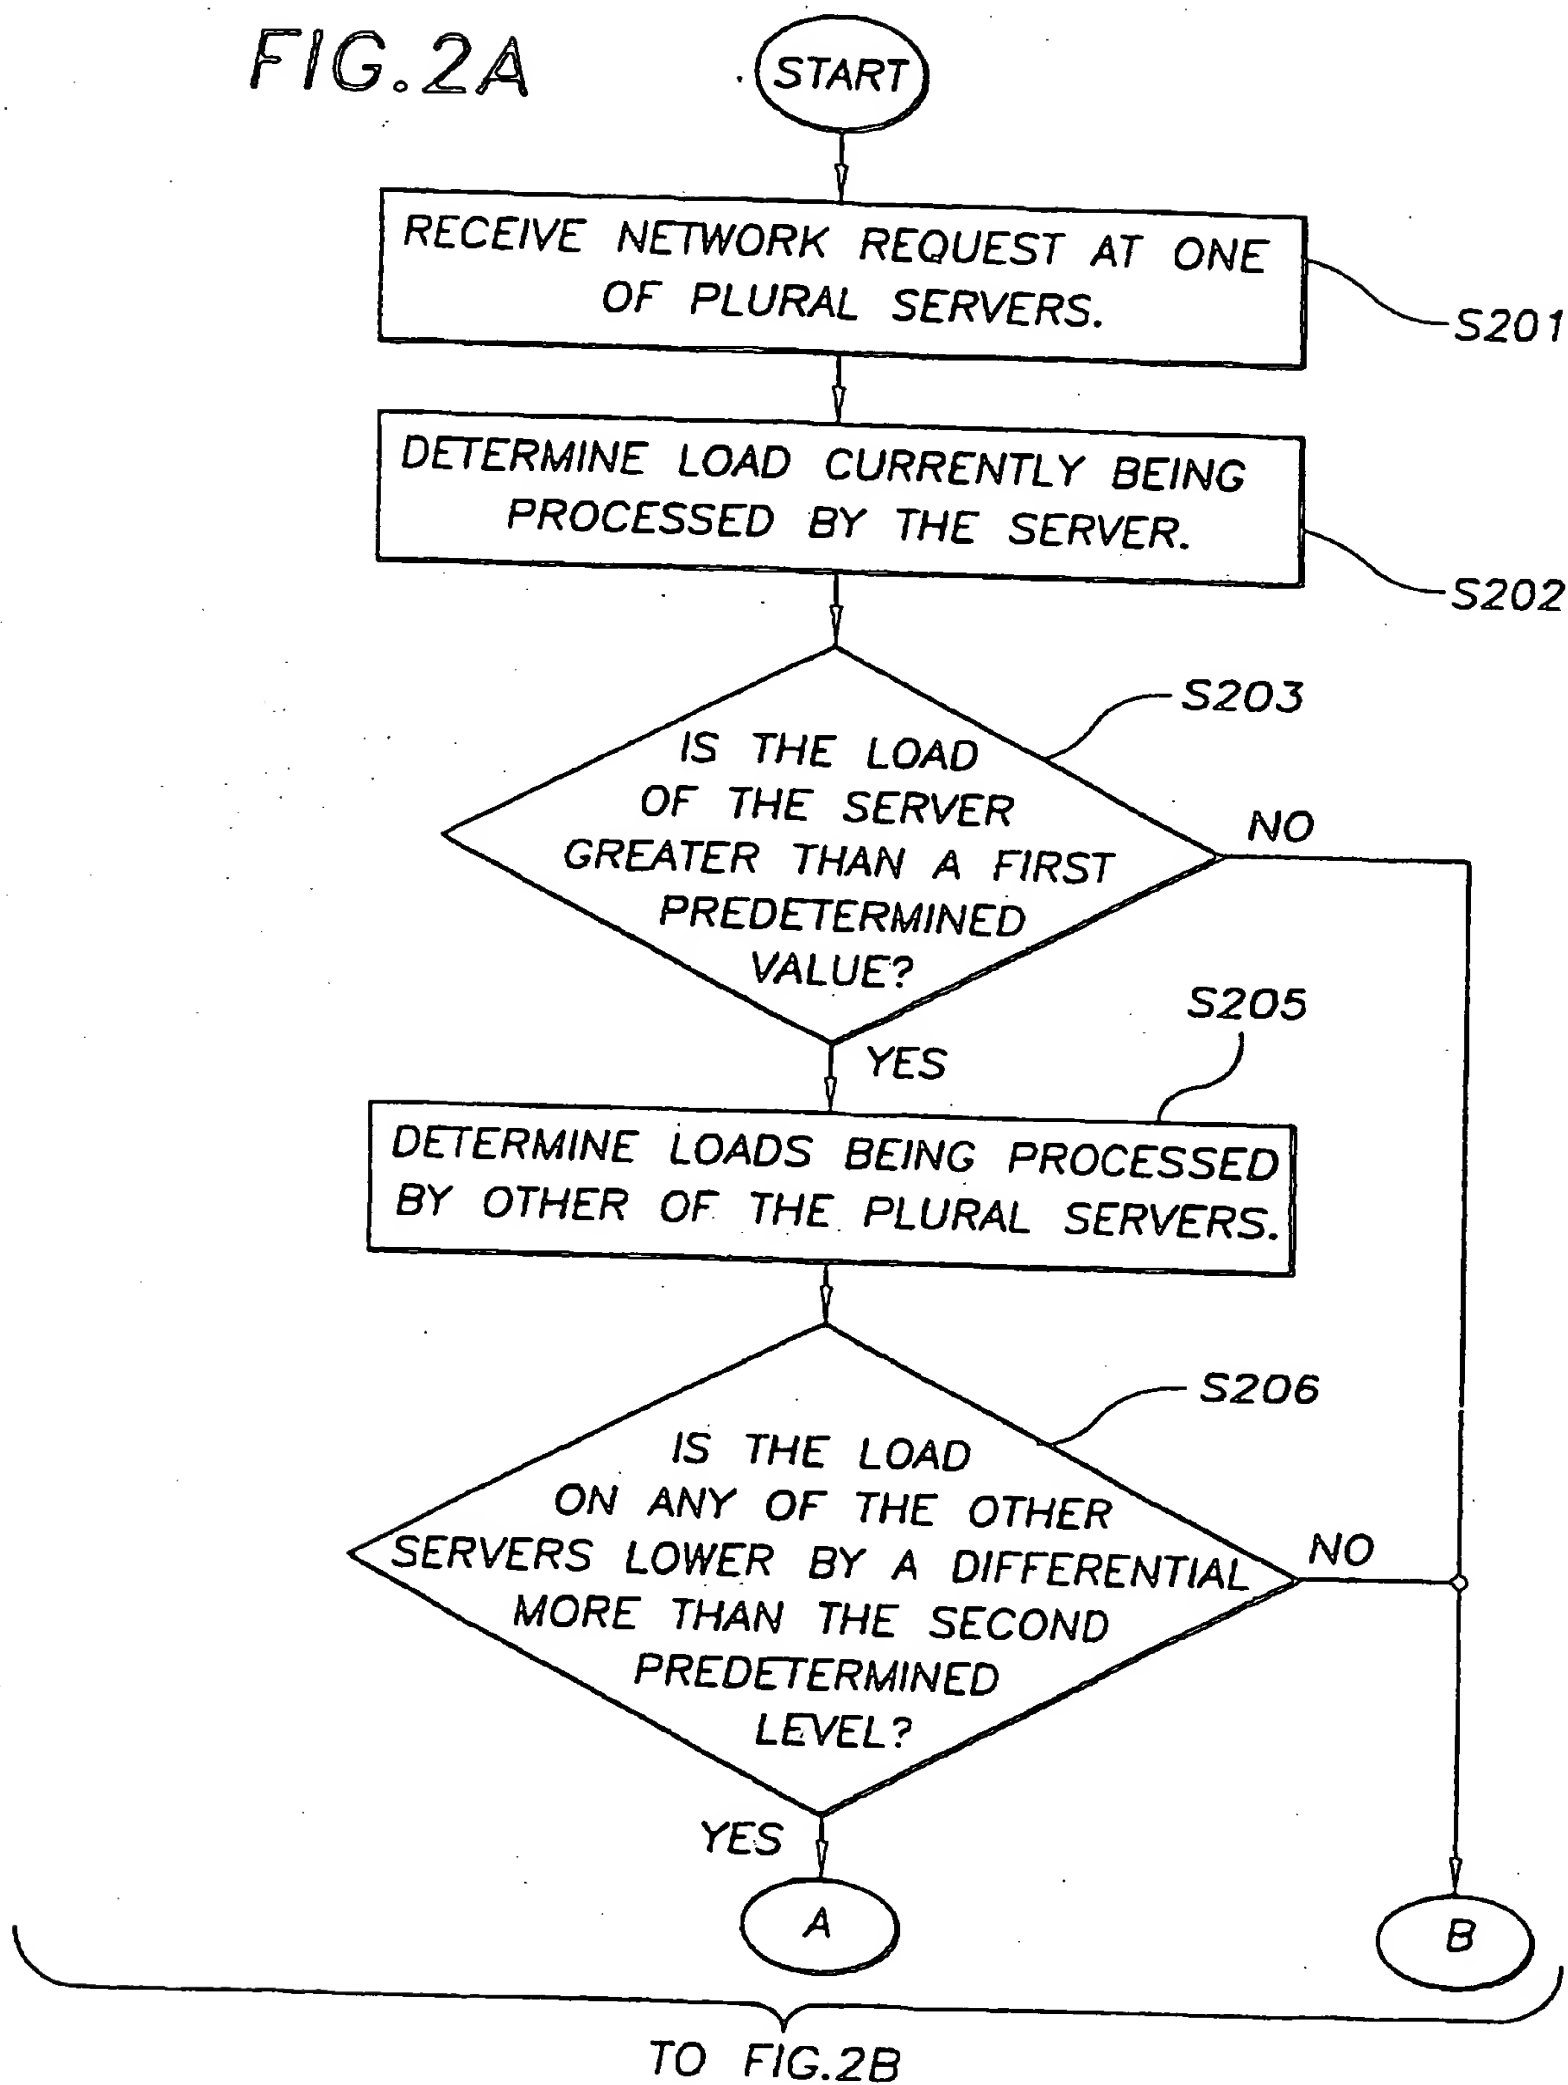 FIG.2A
START
RECEIVE NETWORK REQUEST AT ONE
OF PLURAL SERVERS.
S201
DETERMINE LOAD CURRENTLY BEING
PROCESSED BY THE SERVER.
S202
S203
IS THE LOAD
OF THE SERVER
GREATER THAN A FIRST
PREDETERMINED
VALUE?
NO
YES
S205
DETERMINE LOADS BEING PROCESSED
BY OTHER OF THE PLURAL SERVERS.
S206
IS THE LOAD
ON ANY OF THE OTHER
SERVERS LOWER BY A DIFFERENTIAL
MORE THAN THE SECOND
PREDETERMINED
LEVEL?
NO
YES
A
B
TO FIG.2B